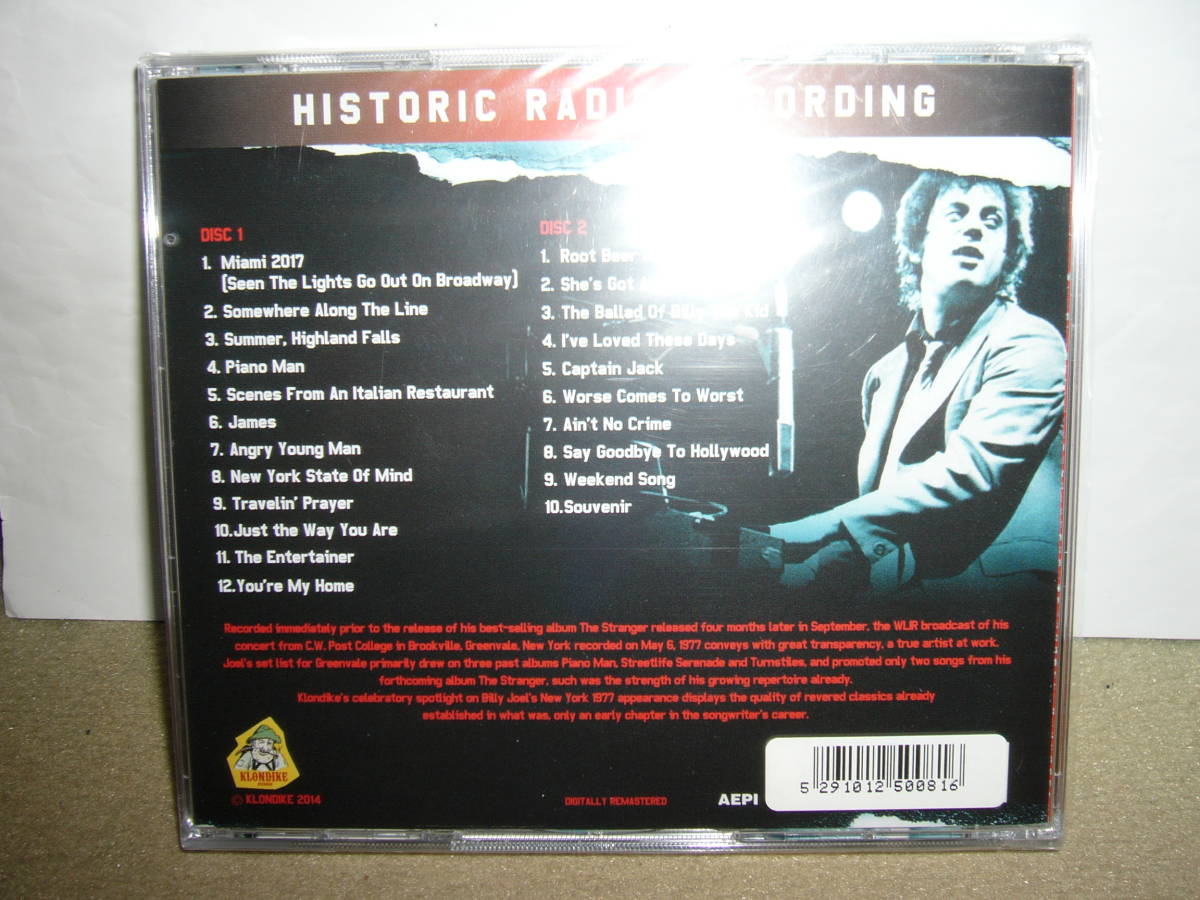 HISTORIC RADIO RECORDING
DISC 1
1. Miami 2017
(Seen The Lights Go Out On Broadway)
2. Somewhere Along The Line
3. Summer, Highland Falls
4. Piano Man
5. Scenes From An Italian Restaurant
6. James
7. Angry Young Man
8. New York State Of Mind
9. Travelin' Prayer
10.Just the Way You Are
11. The Entertainer
12.You're My Home
DISC 2
1. Root Beer
2. She's Got
3. The Ballad Of Billy The Kid
4. I've Loved These Days
5. Captain Jack
6. Worse Comes To Worst
7. Ain't No Crime
8. Say Goodbye To Hollywood
9. Weekend Song
10.Souvenir
Recorded immediately prior to the release of his best-selling album The Stranger released four months later in September, the WLIR broadcast of his
concert from C.W. Post College in Brookville, Greenvale, New York recorded on May 6, 1977 conveys with great transparency, a true artist at work.
Joel's set list for Greenvale primarily drew on three past albums Piano Man, Streetlife Serenade and Turnstiles, and promoted only two songs from his
forthcoming album The Stranger, such was the strength of his growing repertoire already.
Klondike's celebratory spotlight on Billy Joel's New York 1977 appearance displays the quality of revered classics already
established in what was, only an early chapter in the songwriter's career.
KLONDIKE
© KLONDIKE 2014
DIGITALLY REMASTERED
AEPI
5 291012 500816